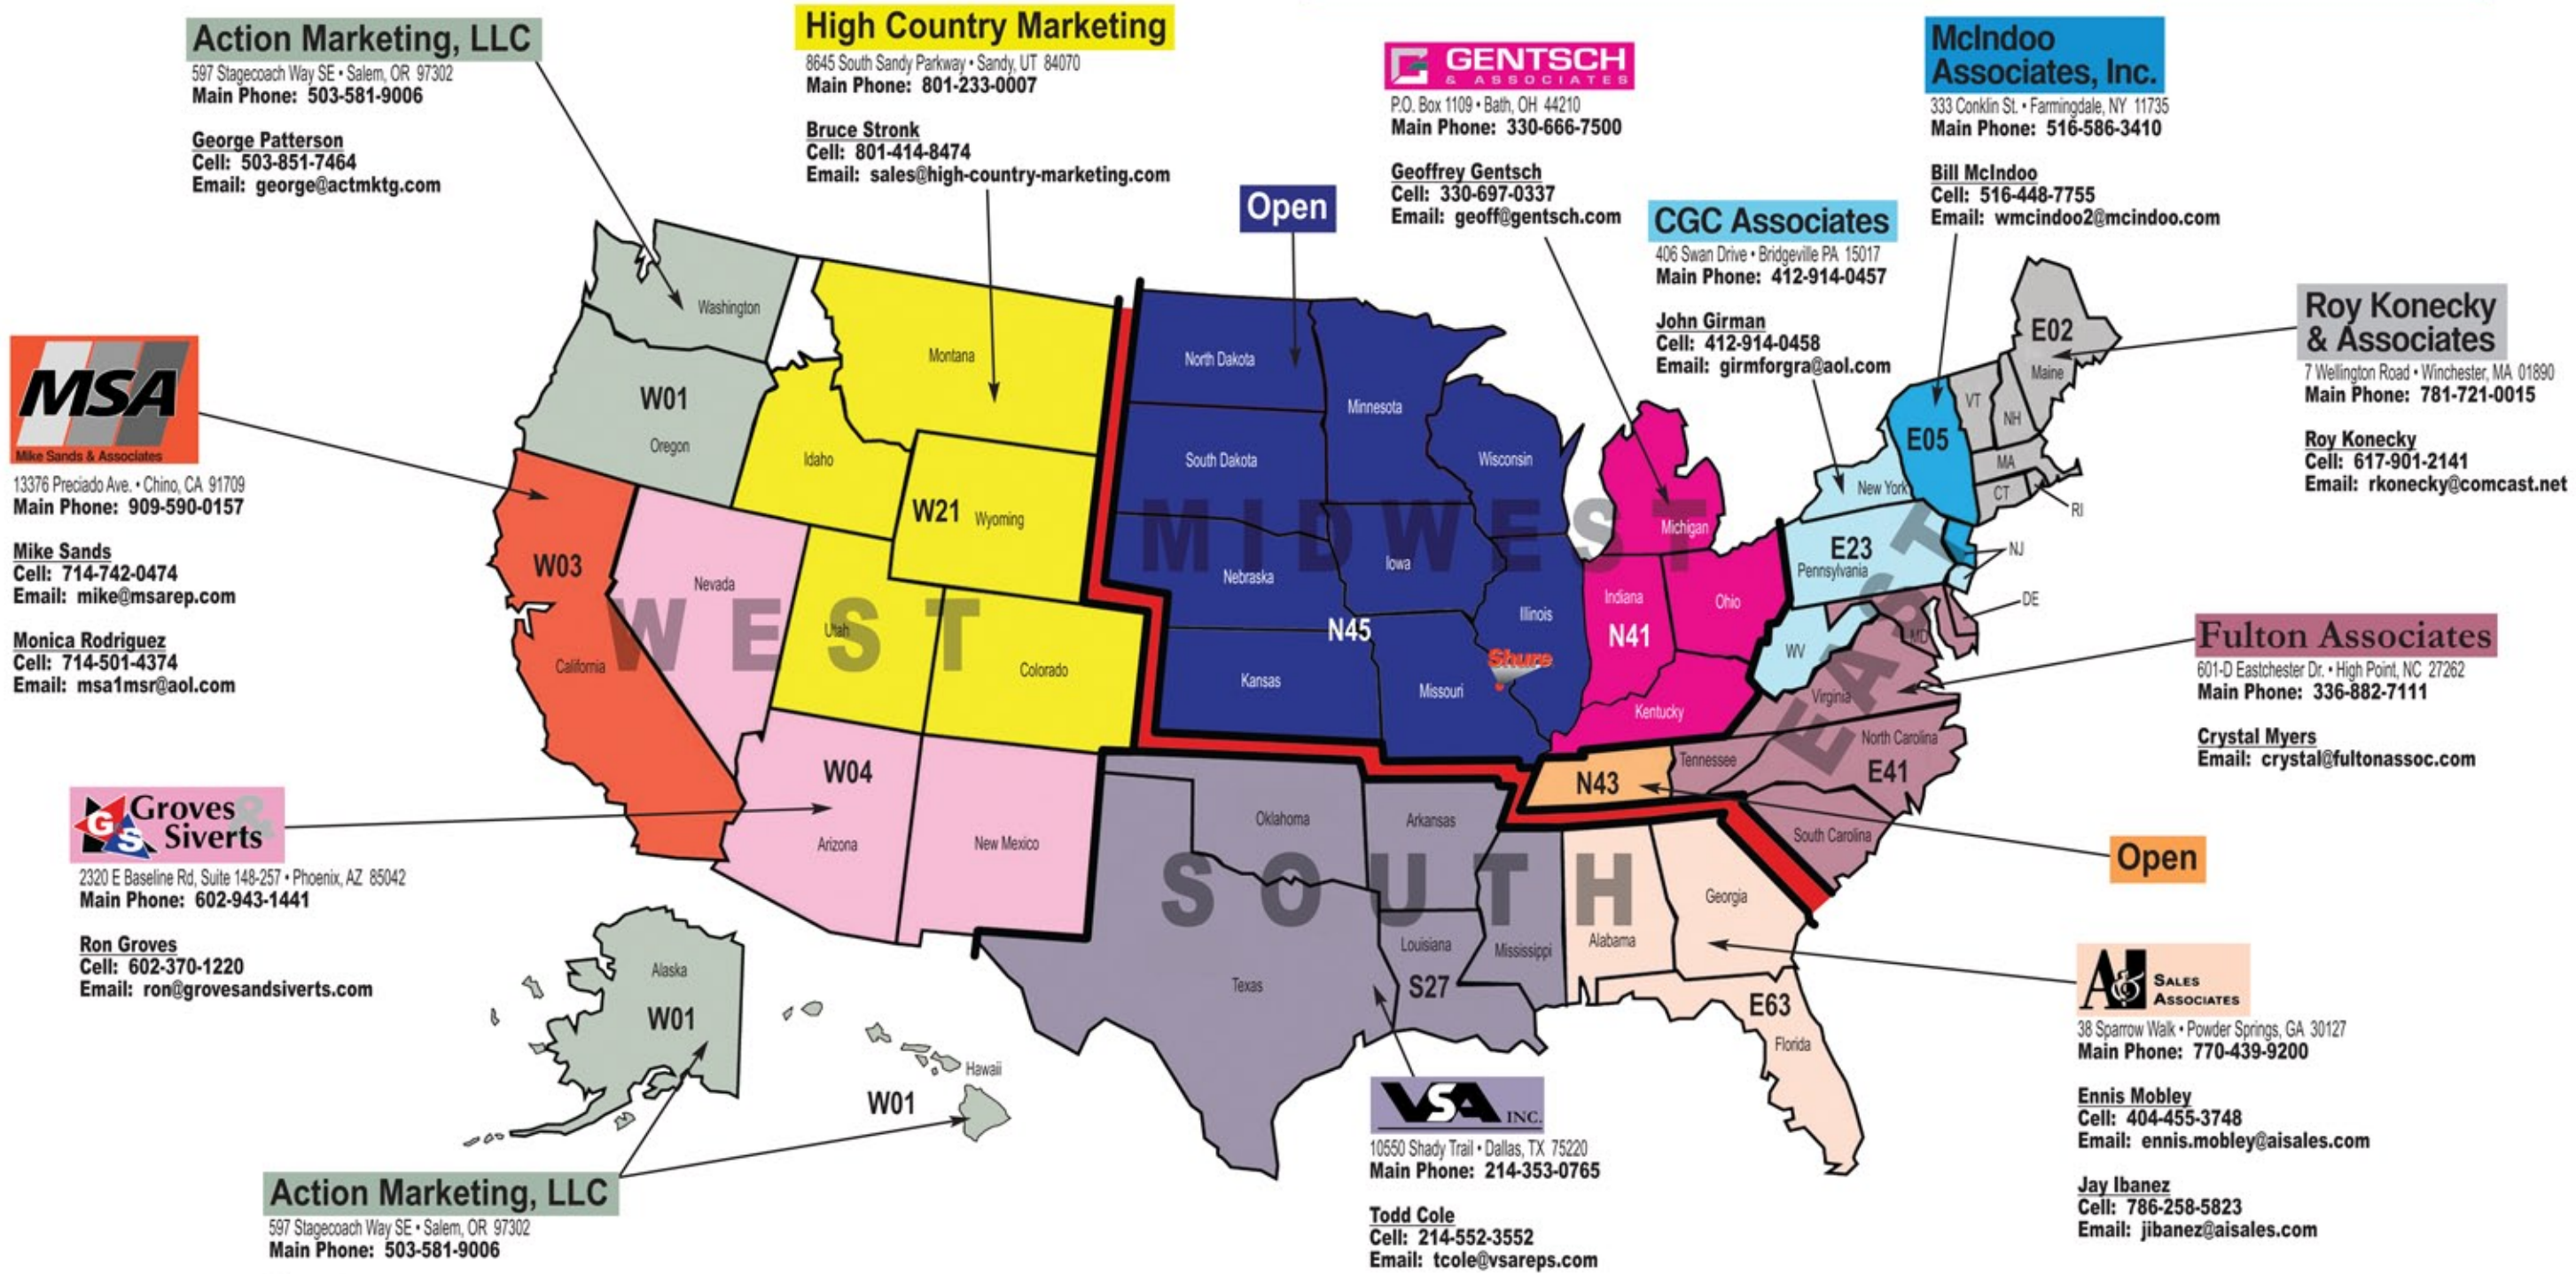 Action Marketing, LLC
597 Stagecoach Way SE • Salem, OR 97302
Main Phone: 503-581-9006
George Patterson
Cell: 503-851-7464
Email: george@actmktg.com
High Country Marketing
8645 South Sandy Parkway • Sandy, UT 84070
Main Phone: 801-233-0007
Bruce Stronk
Cell: 801-414-8474
Email: sales@high-country-marketing.com
Open
G GENTSCH
& ASSOCIATES
P.O. Box 1109 • Bath, OH 44210
Main Phone: 330-666-7500
Geoffrey Gentsch
Cell: 330-697-0337
Email: geoff@gentsch.com
CGC Associates
406 Swan Drive • Bridgeville PA 15017
Main Phone: 412-914-0457
John Girman
Cell: 412-914-0458
Email: girmforgra@aol.com
McIndoo
Associates, Inc.
333 Conklin St. • Farmingdale, NY 11735
Main Phone: 516-586-3410
Bill McIndoo
Cell: 516-448-7755
Email: wmcindoo2@mcindoo.com
Roy Konecky
& Associates
7 Wellington Road • Winchester, MA 01890
Main Phone: 781-721-0015
Roy Konecky
Cell: 617-901-2141
Email: rkonecky@comcast.net
MSA
Mike Sands & Associates
13376 Preciado Ave. • Chino, CA 91709
Main Phone: 909-590-0157
Mike Sands
Cell: 714-742-0474
Email: mike@msarep.com
Monica Rodriguez
Cell: 714-501-4374
Email: msa1msr@aol.com
Washington
W01
Oregon
Montana
Idaho
W21
Wyoming
W03
California
Nevada
Utah
Colorado
WEST
W04
Arizona
New Mexico
North Dakota
Minnesota
South Dakota
Wisconsin
MIDWEST
Nebraska
Iowa
Illinois
N45
Kansas
Missouri
Shure
Michigan
Indiana
Ohio
N41
Kentucky
E02
Maine
VT
NH
E05
MA
CT
RI
New York
E23
Pennsylvania
NJ
DE
MD
WV
EAST
Virginia
North Carolina
Tennessee
E41
N43
South Carolina
Oklahoma
Arkansas
SOUTH
Georgia
Louisiana
Mississippi
Alabama
Texas
S27
E63
Florida
Fulton Associates
601-D Eastchester Dr. • High Point, NC 27262
Main Phone: 336-882-7111
Crystal Myers
Email: crystal@fultonassoc.com
Open
Groves &
GS Siverts
2320 E Baseline Rd, Suite 148-257 • Phoenix, AZ 85042
Main Phone: 602-943-1441
Ron Groves
Cell: 602-370-1220
Email: ron@grovesandsiverts.com
Alaska
W01
Hawaii
W01
Action Marketing, LLC
597 Stagecoach Way SE • Salem, OR 97302
Main Phone: 503-581-9006
VSA INC.
10550 Shady Trail • Dallas, TX 75220
Main Phone: 214-353-0765
Todd Cole
Cell: 214-552-3552
Email: tcole@vsareps.com
A&I SALES
ASSOCIATES
38 Sparrow Walk • Powder Springs, GA 30127
Main Phone: 770-439-9200
Ennis Mobley
Cell: 404-455-3748
Email: ennis.mobley@aisales.com
Jay Ibanez
Cell: 786-258-5823
Email: jibanez@aisales.com